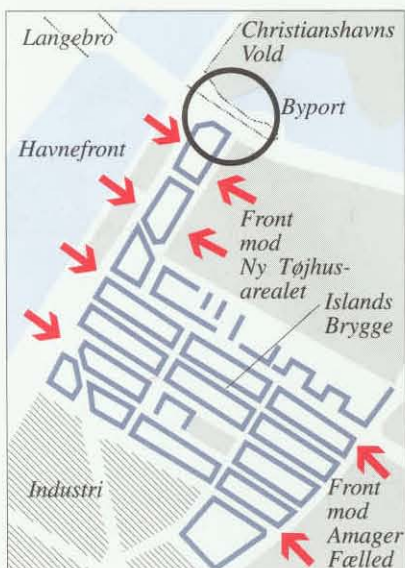 Langebro
Christianshavns
Vold
Byport
Havnefront
Front
mod
Ny Tøjhus-
arealet
Islands
Brygge
Industri
Front
mod
Amager
Fælled